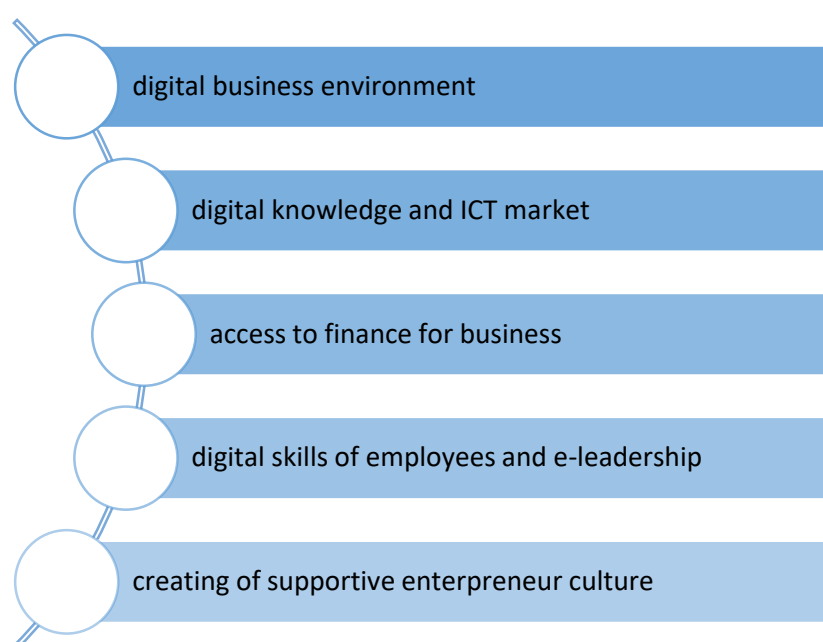 digital business environment
digital knowledge and ICT market
access to finance for business
digital skills of employees and e-leadership
creating of supportive enterpreneur culture